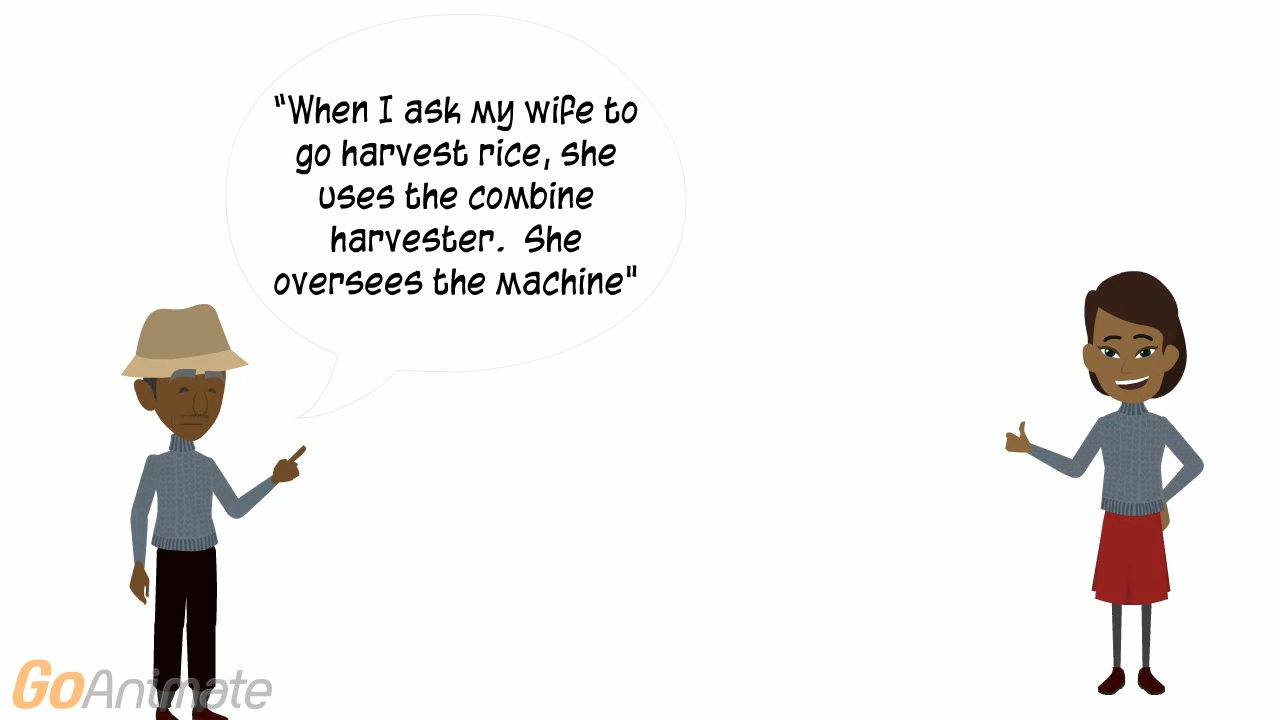 "When I ask my wife to
go harvest rice, she
uses the combine
harvester.  She
oversees the machine"
GoAnimate